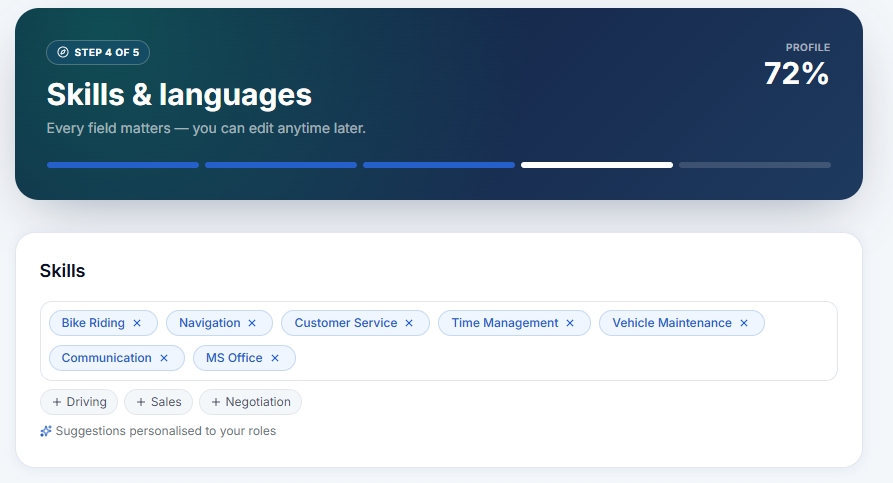 STEP 4 OF 5
PROFILE
72%
Skills & languages
Every field matters — you can edit anytime later.
Skills
Bike Riding × Navigation × Customer Service × Time Management × Vehicle Maintenance ×
Communication × MS Office ×
+ Driving + Sales + Negotiation
Suggestions personalised to your roles